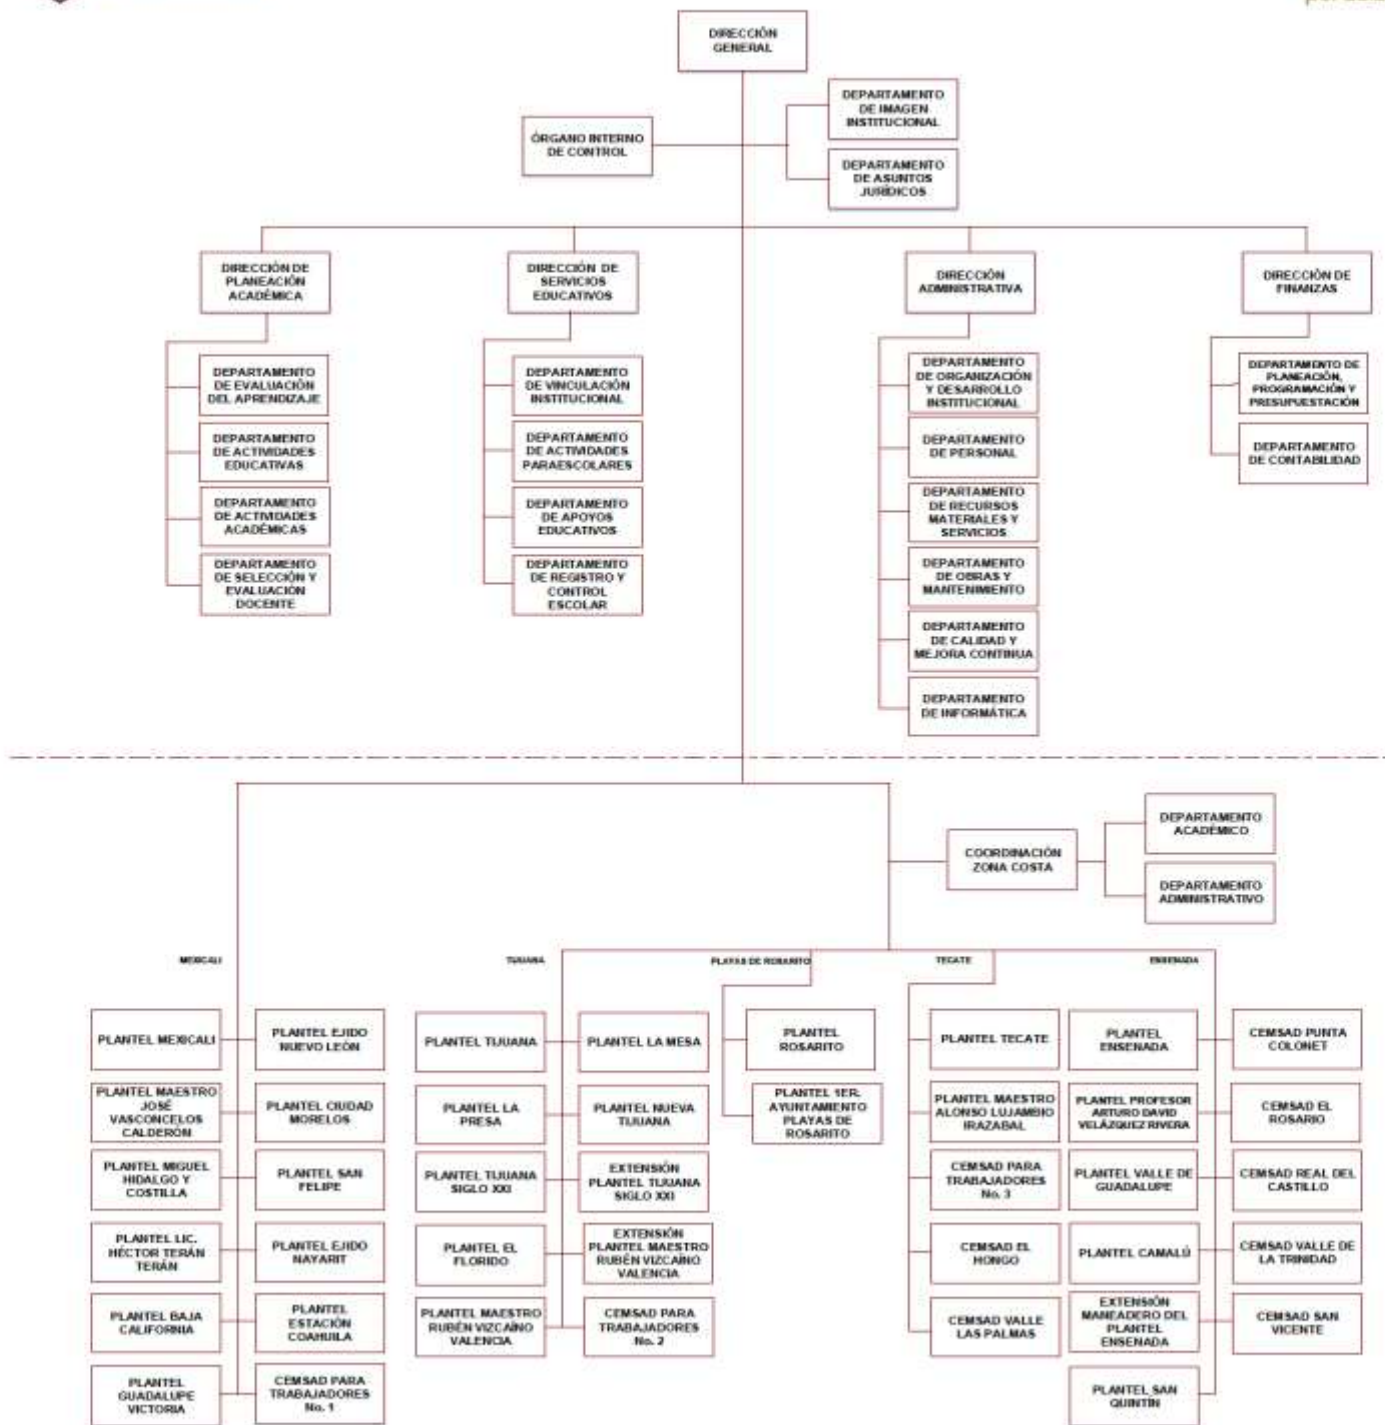 DIRECCIÓN
GENERAL
DEPARTAMENTO
DE IMAGEN
INSTITUCIONAL
ÓRGANO INTERNO
DE CONTROL
DEPARTAMENTO
DE ASUNTOS
JURÍDICOS
DIRECCIÓN DE
PLANEACIÓN
ACADÉMICA
DIRECCIÓN DE
SERVICIOS
EDUCATIVOS
DIRECCIÓN
ADMINISTRATIVA
DIRECCIÓN DE
FINANZAS
DEPARTAMENTO
DE EVALUACIÓN
DEL APRENDIZAJE
DEPARTAMENTO
DE ACTIVIDADES
EDUCATIVAS
DEPARTAMENTO
DE ACTIVIDADES
ACADÉMICAS
DEPARTAMENTO
DE SELECCIÓN Y
EVALUACIÓN
DOCENTE
DEPARTAMENTO
DE VINCULACIÓN
INSTITUCIONAL
DEPARTAMENTO
DE ACTIVIDADES
PARAESCOLARES
DEPARTAMENTO
DE APOYOS
EDUCATIVOS
DEPARTAMENTO
DE REGISTRO Y
CONTROL
ESCOLAR
DEPARTAMENTO
DE ORGANIZACIÓN
Y DESARROLLO
INSTITUCIONAL
DEPARTAMENTO
DE PERSONAL
DEPARTAMENTO
DE RECURSOS
MATERIALES Y
SERVICIOS
DEPARTAMENTO
DE OBRAS Y
MANTENIMIENTO
DEPARTAMENTO
DE CALIDAD Y
MEJORA CONTINUA
DEPARTAMENTO
DE INFORMÁTICA
DEPARTAMENTO DE
PLANEACIÓN,
PROGRAMACIÓN Y
PRESUPUESTACIÓN
DEPARTAMENTO
DE CONTABILIDAD
COORDINACIÓN
ZONA COSTA
DEPARTAMENTO
ACADÉMICO
DEPARTAMENTO
ADMINISTRATIVO
MEXICALI
PLANTEL MEXICALI
PLANTEL MAESTRO
JOSÉ
VASCONCELOS
CALDERÓN
PLANTEL MIGUEL
HIDALGO Y
COSTILLA
PLANTEL LIC.
HÉCTOR TERÁN
TERÁN
PLANTEL BAJA
CALIFORNIA
PLANTEL
GUADALUPE
VICTORIA
PLANTEL EJIDO
NUEVO LEÓN
PLANTEL CIUDAD
MORELOS
PLANTEL SAN
FELIPE
PLANTEL EJIDO
NAYARIT
PLANTEL
ESTACIÓN
COAHUILA
CEMSAD PARA
TRABAJADORES
No. 1
TIJUANA
PLANTEL TIJUANA
PLANTEL LA
PRESA
PLANTEL TIJUANA
SIGLO XXI
PLANTEL EL
FLORIDO
PLANTEL MAESTRO
RUBÉN VIZCAÍNO
VALENCIA
PLANTEL LA MESA
PLANTEL NUEVA
TIJUANA
EXTENSIÓN
PLANTEL TIJUANA
SIGLO XXI
EXTENSIÓN
PLANTEL MAESTRO
RUBÉN VIZCAÍNO
VALENCIA
CEMSAD PARA
TRABAJADORES
No. 2
PLAYAS DE ROSARITO
PLANTEL
ROSARITO
PLANTEL 1ER.
AYUNTAMIENTO
PLAYAS DE
ROSARITO
TECATE
PLANTEL TECATE
PLANTEL MAESTRO
ALONSO LUJAMBIO
IRAZABAL
CEMSAD PARA
TRABAJADORES
No. 3
CEMSAD EL
HONGO
CEMSAD VALLE
LAS PALMAS
ENSENADA
PLANTEL
ENSENADA
PLANTEL PROFESOR
ARTURO DAVID
VELÁZQUEZ RIVERA
PLANTEL VALLE DE
GUADALUPE
PLANTEL CAMALÚ
EXTENSIÓN
MANEADERO DEL
PLANTEL
ENSENADA
PLANTEL SAN
QUINTÍN
CEMSAD PUNTA
COLONET
CEMSAD EL
ROSARIO
CEMSAD REAL DEL
CASTILLO
CEMSAD VALLE DE
LA TRINIDAD
CEMSAD SAN
VICENTE